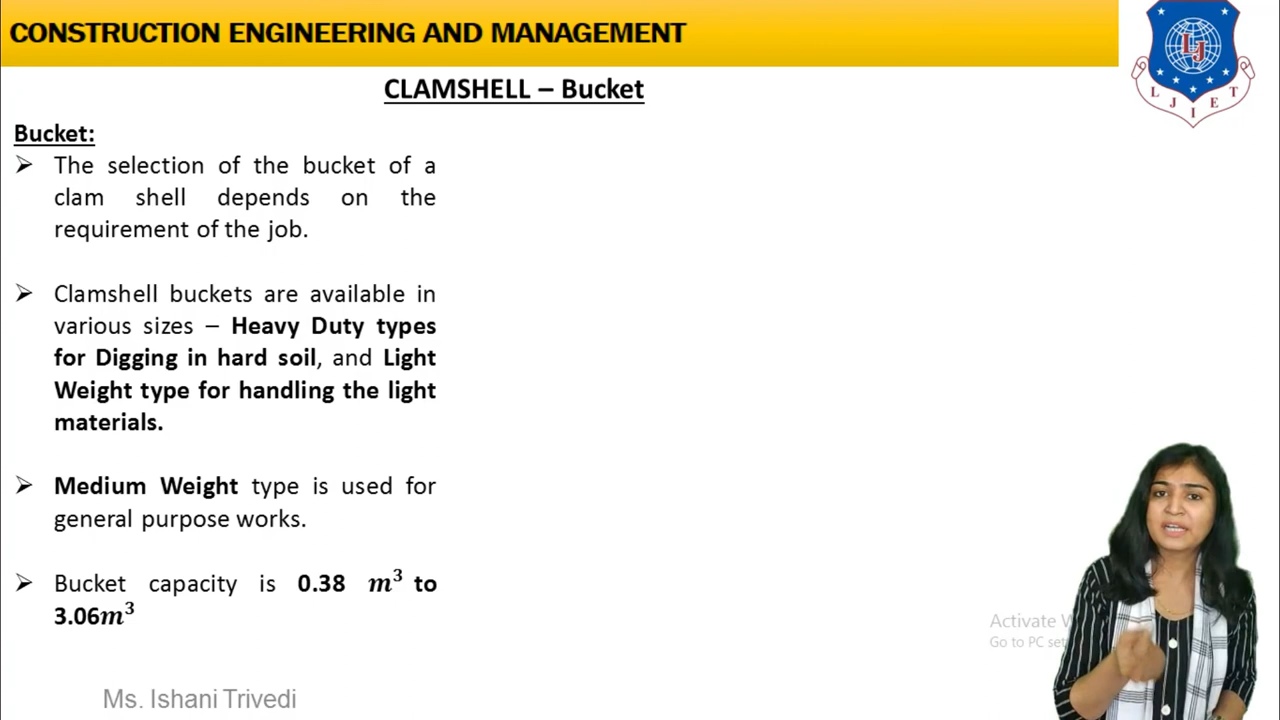 CONSTRUCTION ENGINEERING AND MANAGEMENT
LJ
L J I E T
CLAMSHELL – Bucket
Bucket:
➢ The selection of the bucket of a
clam shell depends on the
requirement of the job.
➢ Clamshell buckets are available in
various sizes – Heavy Duty types
for Digging in hard soil, and Light
Weight type for handling the light
materials.
➢ Medium Weight type is used for
general purpose works.
➢ Bucket capacity is 0.38 m³ to
3.06m³
Activate
Go to PC
Ms. Ishani Trivedi